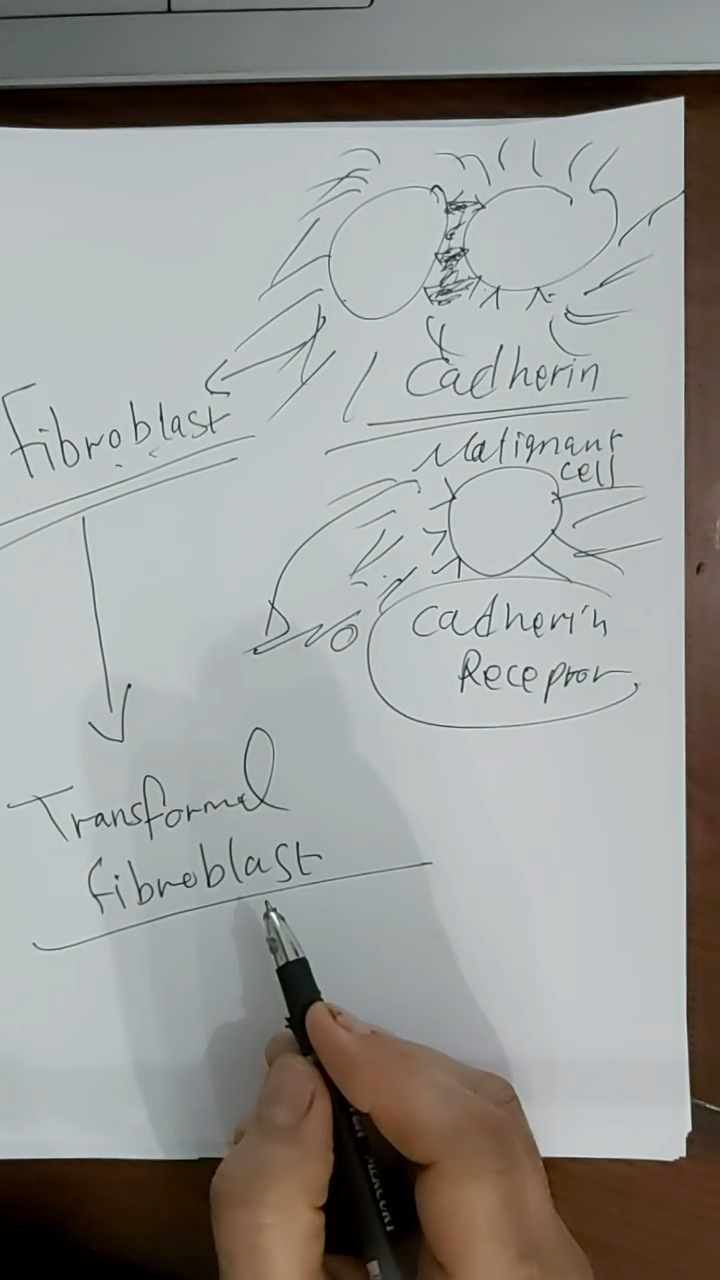 Cadherin
Fibroblast
Malignant
cell
Cadherin
Receptor
Transformed
fibroblast